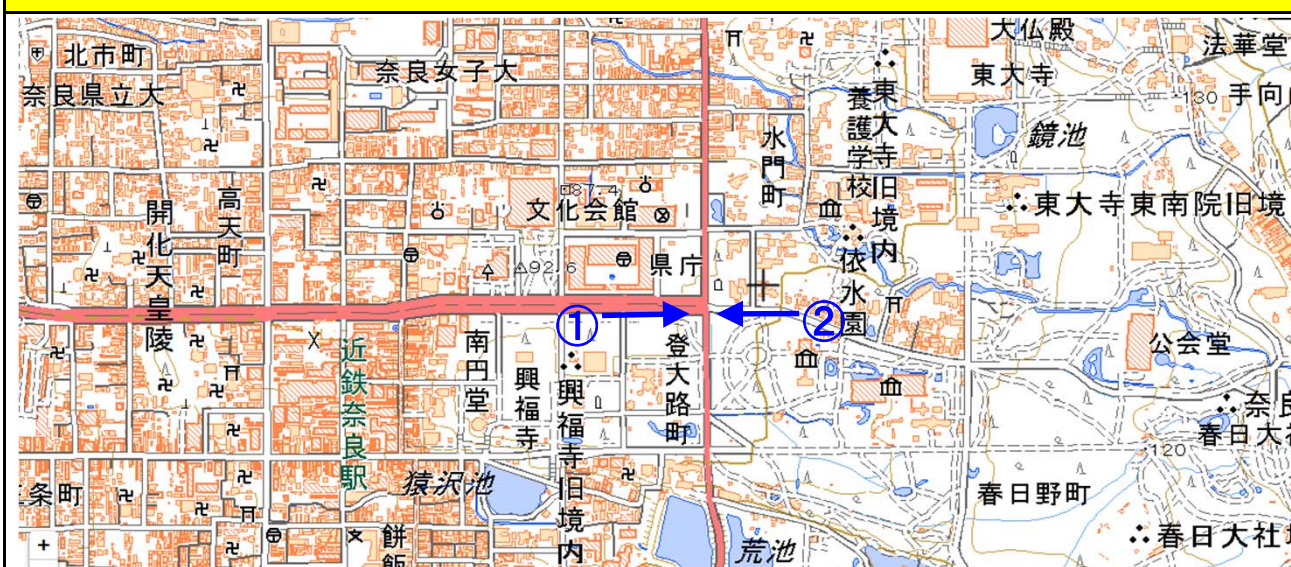 北市町
奈良県立大
奈良女子大
大仏殿
東大寺
法華堂
130
手向
鏡池
東大寺旧境内
養護学校
水門町
高天町
開化天皇陵
87.4
文化会館
東大寺東南院旧境
依水園
92.6
県庁
①
②
南円堂
近鉄奈良駅
興福寺
興福寺旧境内
登大路町
公会堂
奈良
春日大社
120
春日野町
三条町
猿沢池
餅飯
荒池
春日大社境